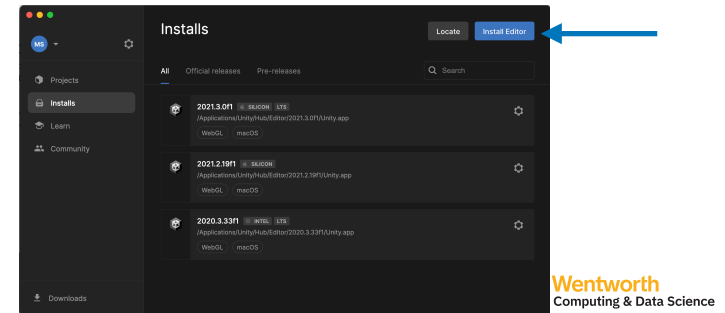 Installs
Locate
Install Editor
MS
All
Official releases
Pre-releases
Search
Projects
Installs
Learn
Community
2021.3.0f1 SILICON LTS
/Applications/Unity/Hub/Editor/2021.3.0f1/Unity.app
WebGL macOS
2021.2.19f1 SILICON
/Applications/Unity/Hub/Editor/2021.2.19f1/Unity.app
WebGL macOS
2020.3.33f1 INTEL LTS
/Applications/Unity/Hub/Editor/2020.3.33f1/Unity.app
WebGL macOS
Downloads
Wentworth
Computing & Data Science